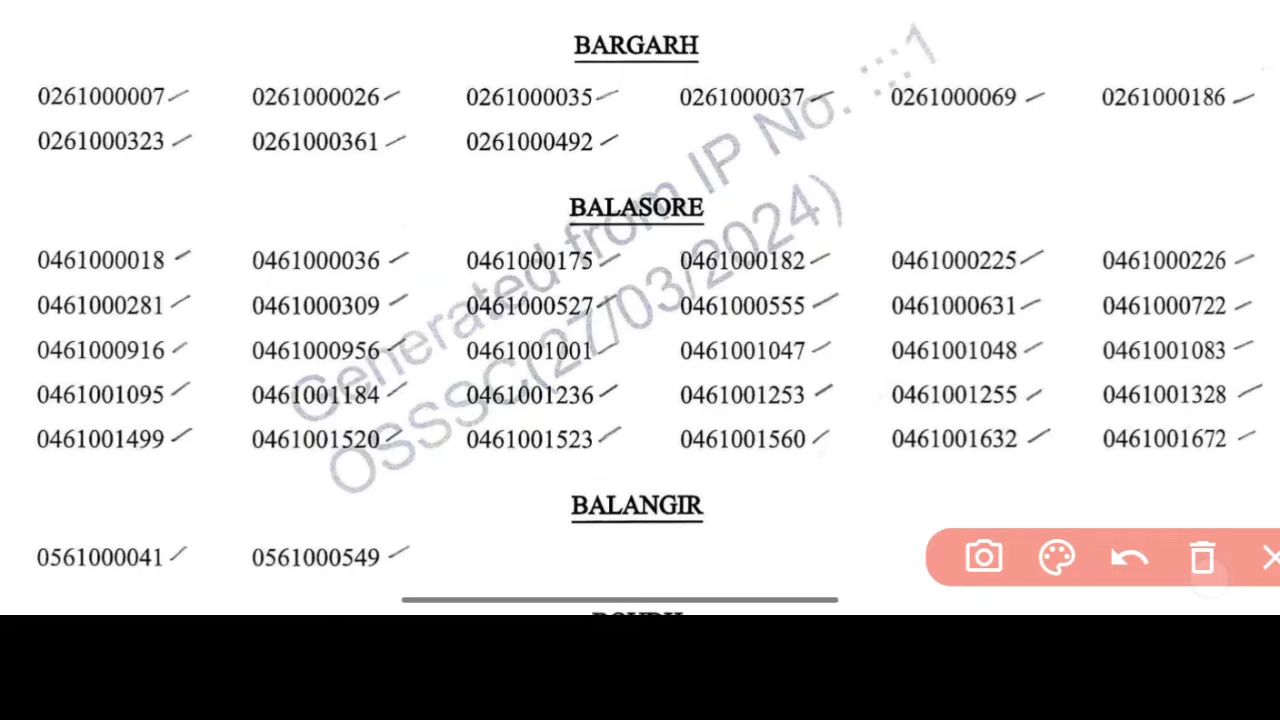 BARGARH
0261000007 0261000026 0261000035 0261000037 0261000069 0261000186
0261000323 0261000361 0261000492
BALASORE
0461000018 0461000036 0461000175 0461000182 0461000225 0461000226
0461000281 0461000309 0461000527 0461000555 0461000631 0461000722
0461000916 0461000956 0461001001 0461001047 0461001048 0461001083
0461001095 0461001184 0461001236 0461001253 0461001255 0461001328
0461001499 0461001520 0461001523 0461001560 0461001632 0461001672
BALANGIR
0561000041 0561000549
Generated from IP No. :::1
OSSSC(27/03/2024)